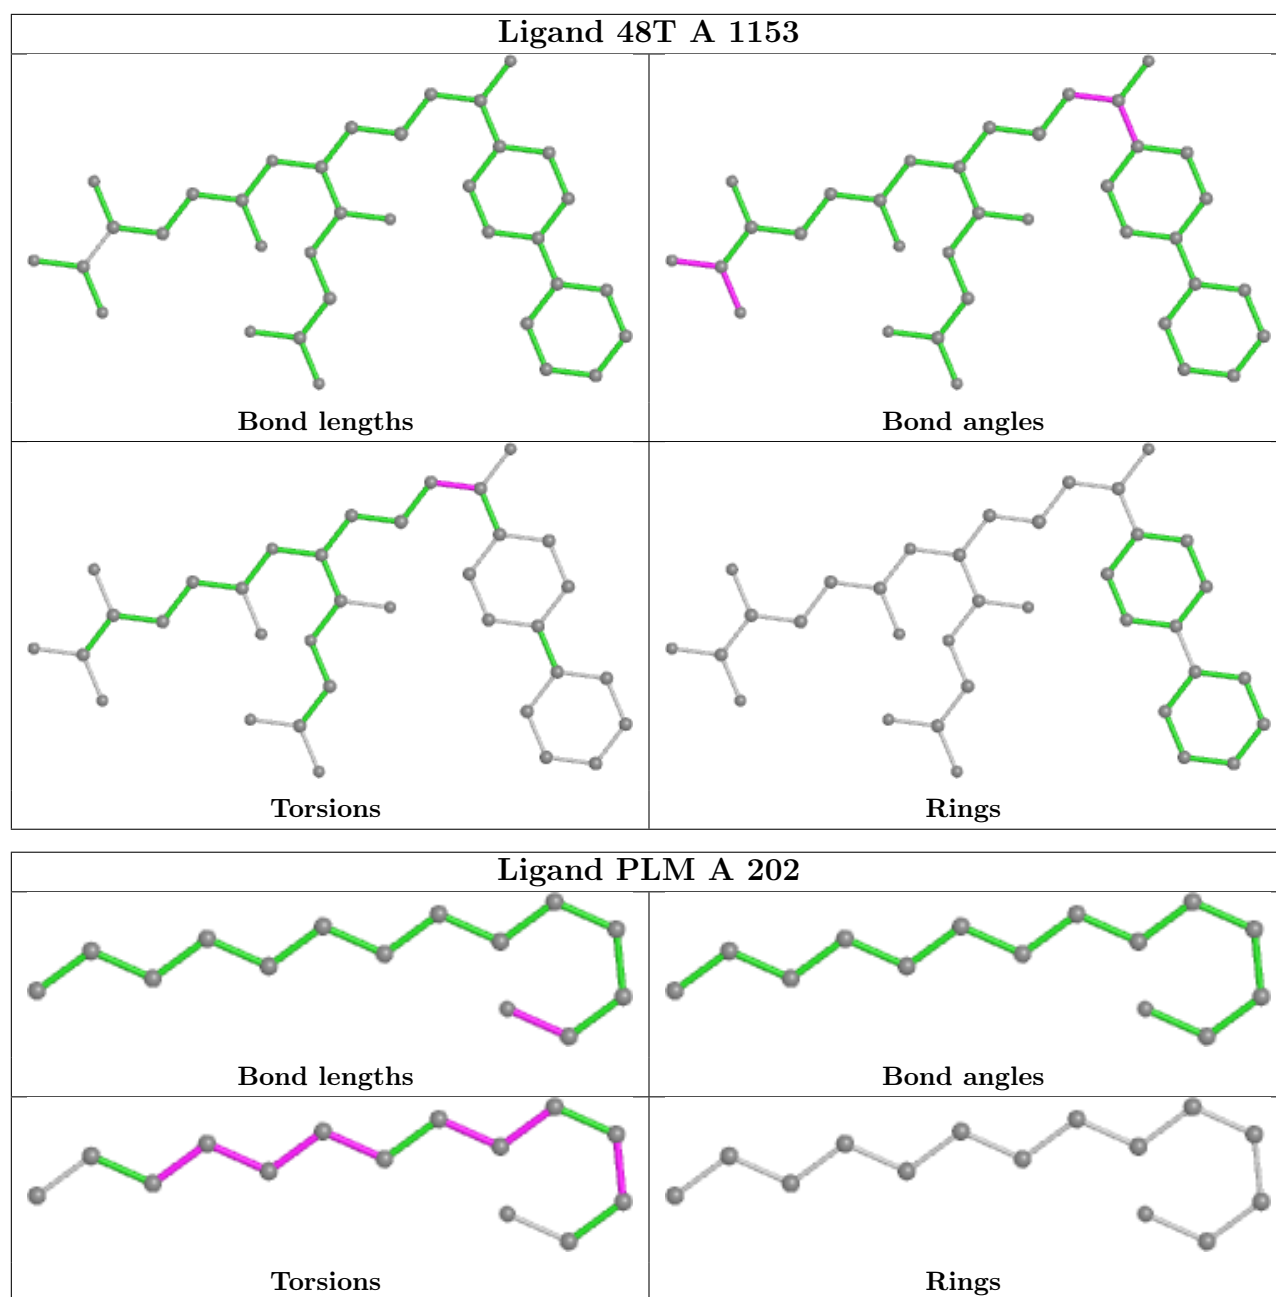 Ligand 48T A 1153
Bond lengths
Bond angles
Torsions
Rings
Ligand PLM A 202
Bond lengths
Bond angles
Torsions
Rings